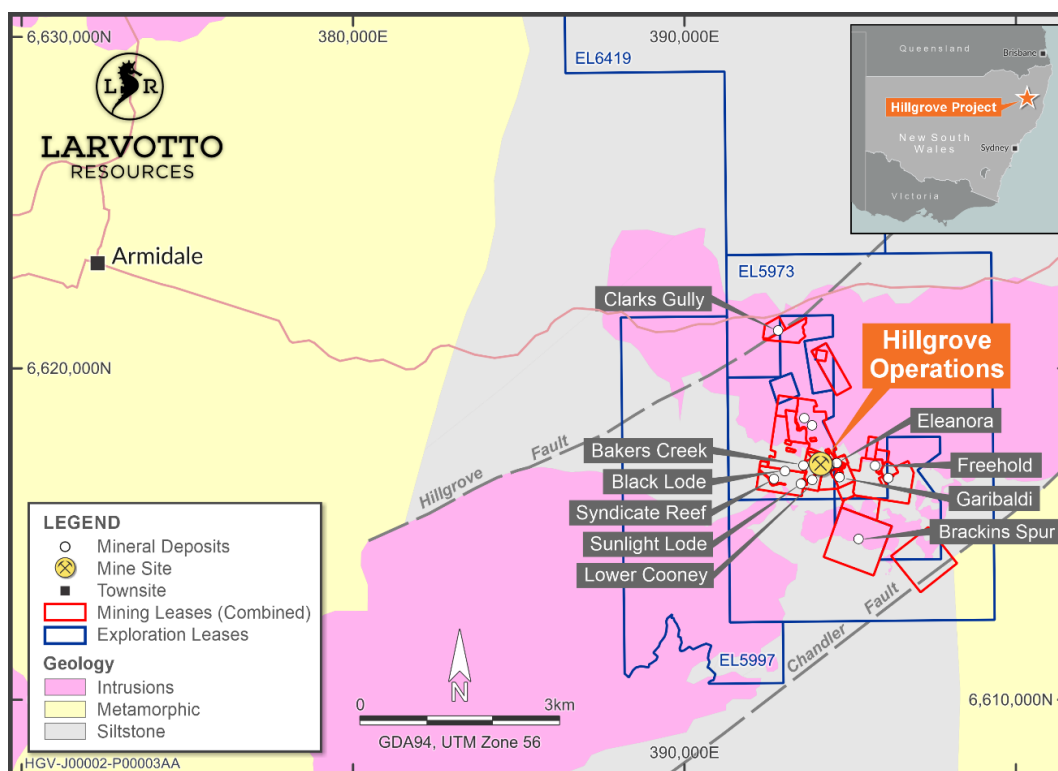 6,630,000N
380,000E
390,000E
EL6419
L R
LARVOTTO
RESOURCES
Queensland
Brisbane
Hillgrove Project
New South
Wales
Sydney
Victoria
Armidale
EL5973
Clarks Gully
Hillgrove
Operations
6,620,000N
Hillgrove Fault
Eleanora
Bakers Creek
Freehold
Black Lode
Garibaldi
Syndicate Reef
Brackins Spur
Sunlight Lode
Lower Cooney
Chandler Fault
EL5997
LEGEND
Mineral Deposits
Mine Site
Townsite
Mining Leases (Combined)
Exploration Leases
Geology
Intrusions
Metamorphic
Siltstone
N
0 3km
GDA94, UTM Zone 56
6,610,000N
390,000E
HGV-J00002-P00003AA